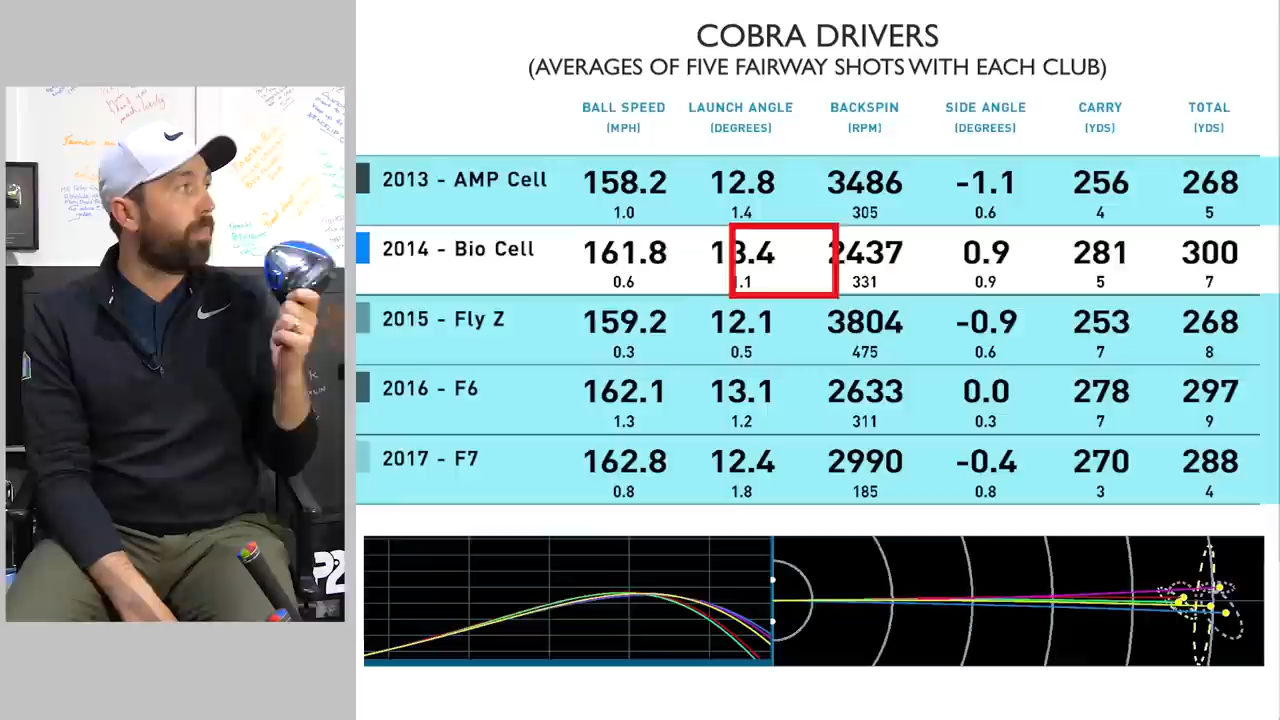 COBRA DRIVERS
(AVERAGES OF FIVE FAIRWAY SHOTS WITH EACH CLUB)
BALL SPEED LAUNCH ANGLE BACKSPIN SIDE ANGLE CARRY TOTAL
(MPH) (DEGREES) (RPM) (DEGREES) (YDS) (YDS)
2013 - AMP Cell 158.2 12.8 3486 -1.1 256 268
1.0 1.4 305 0.6 4 5
2014 - Bio Cell 161.8 13.4 2437 0.9 281 300
0.6 1.1 331 0.9 5 7
2015 - Fly Z 159.2 12.1 3804 -0.9 253 268
0.3 0.5 475 0.6 7 8
2016 - F6 162.1 13.1 2633 0.0 278 297
1.3 1.2 311 0.3 7 9
2017 - F7 162.8 12.4 2990 -0.4 270 288
0.8 1.8 185 0.8 3 4